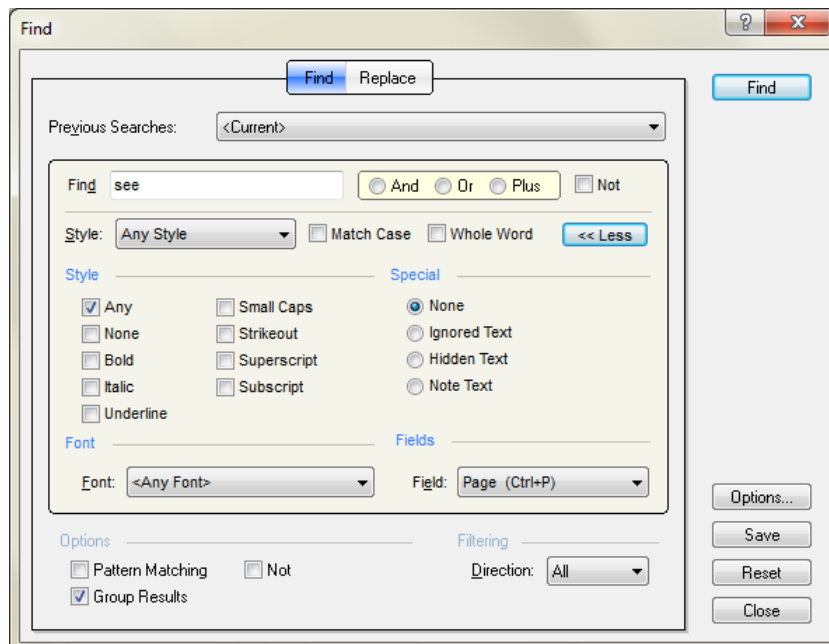 Find
?
X
Find Replace
Find
Previous Searches: <Current>
Find see And Or Plus Not
Style: Any Style Match Case Whole Word << Less
Style Special
Any Small Caps None
None Strikeout Ignored Text
Bold Superscript Hidden Text
Italic Subscript Note Text
Underline
Font Fields
Font: <Any Font> Field: Page (Ctrl+P)
Options...
Save
Options Filtering
Pattern Matching Not Direction: All
Reset
Group Results
Close